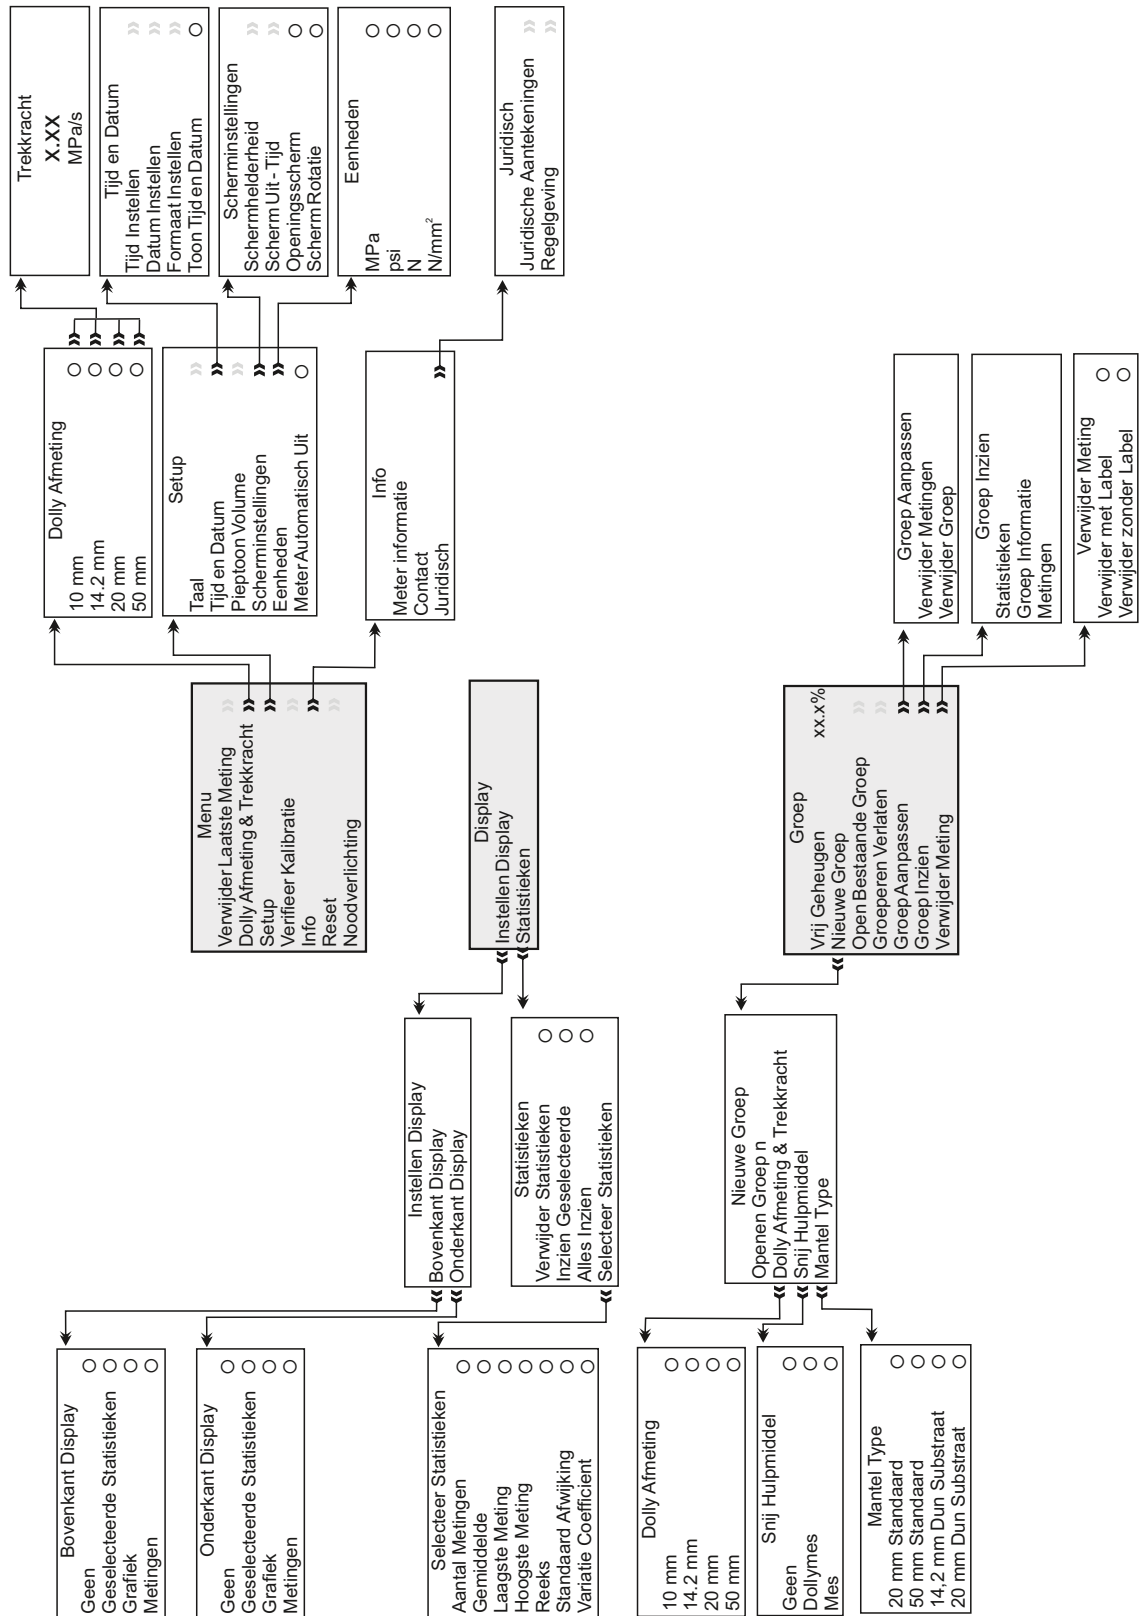 Trekkracht
X.XX
MPa/s
Tijd en Datum
Tijd Instellen
Datum Instellen
Formaat Instellen
Toon Tijd en Datum
Scherminstellingen
Schermhelderheid
Scherm Uit - Tijd
Openingsscherm
Scherm Rotatie
Eenheden
MPa
psi
N
N/mm²
Juridisch
Juridische Aantekeningen
Regelgeving
Dolly Afmeting
10 mm
14.2 mm
20 mm
50 mm
Setup
Taal
Tijd en Datum
Pieptoon Volume
Scherminstellingen
Eenheden
Meter Automatisch Uit
Info
Meter informatie
Contact
Juridisch
Menu
Verwijder Laatste Meting
Dolly Afmeting & Trekkracht
Setup
Verifieer Kalibratie
Info
Reset
Noodverlichting
Display
Instellen Display
Statistieken
Instellen Display
Bovenkant Display
Onderkant Display
Statistieken
Verwijder Statistieken
Inzien Geselecteerde
Alles Inzien
Selecteer Statistieken
Bovenkant Display
Geen
Geselecteerde Statistieken
Grafiek
Metingen
Onderkant Display
Geen
Geselecteerde Statistieken
Grafiek
Metingen
Selecteer Statistieken
Aantal Metingen
Gemiddelde
Laagste Meting
Hoogste Meting
Reeks
Standaard Afwijking
Variatie Coefficient
Groep Aanpassen
Verwijder Metingen
Verwijder Groep
Groep Inzien
Statistieken
Groep Informatie
Metingen
Verwijder Meting
Verwijder met Label
Verwijder zonder Label
Groep
Vrij Geheugen xx.x%
Nieuwe Groep
Open Bestaande Groep
Groeperen Verlaten
Groep Aanpassen
Groep Inzien
Verwijder Meting
Nieuwe Groep
Openen Groep n
Dolly Afmeting & Trekkracht
Snij Hulpmiddel
Mantel Type
Dolly Afmeting
10 mm
14.2 mm
20 mm
50 mm
Snij Hulpmiddel
Geen
Dollymes
Mes
Mantel Type
20 mm Standaard
50 mm Standaard
14,2 mm Dun Substraat
20 mm Dun Substraat